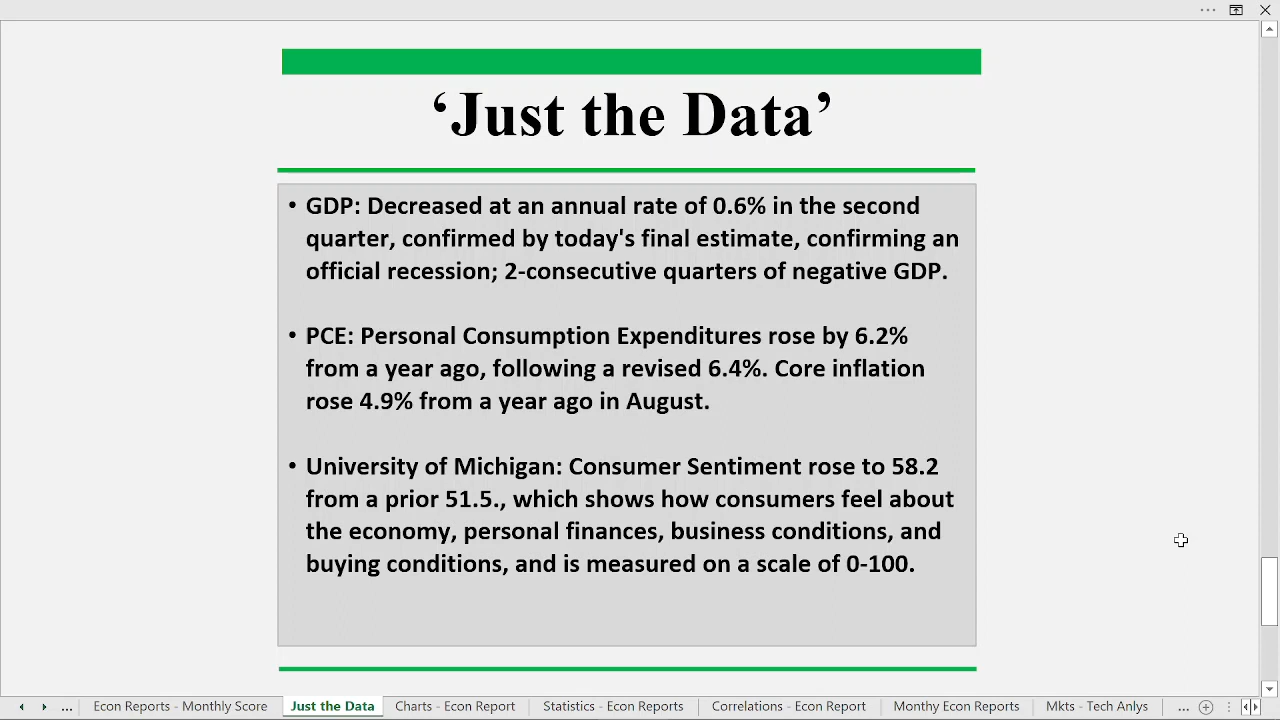 ‘Just the Data’
• GDP: Decreased at an annual rate of 0.6% in the second
quarter, confirmed by today's final estimate, confirming an
official recession; 2-consecutive quarters of negative GDP.
• PCE: Personal Consumption Expenditures rose by 6.2%
from a year ago, following a revised 6.4%. Core inflation
rose 4.9% from a year ago in August.
• University of Michigan: Consumer Sentiment rose to 58.2
from a prior 51.5., which shows how consumers feel about
the economy, personal finances, business conditions, and
buying conditions, and is measured on a scale of 0-100.
... Econ Reports - Monthly Score Just the Data Charts - Econ Report Statistics - Econ Reports Correlations - Econ Report Monthy Econ Reports Mkts - Tech Anlys ...